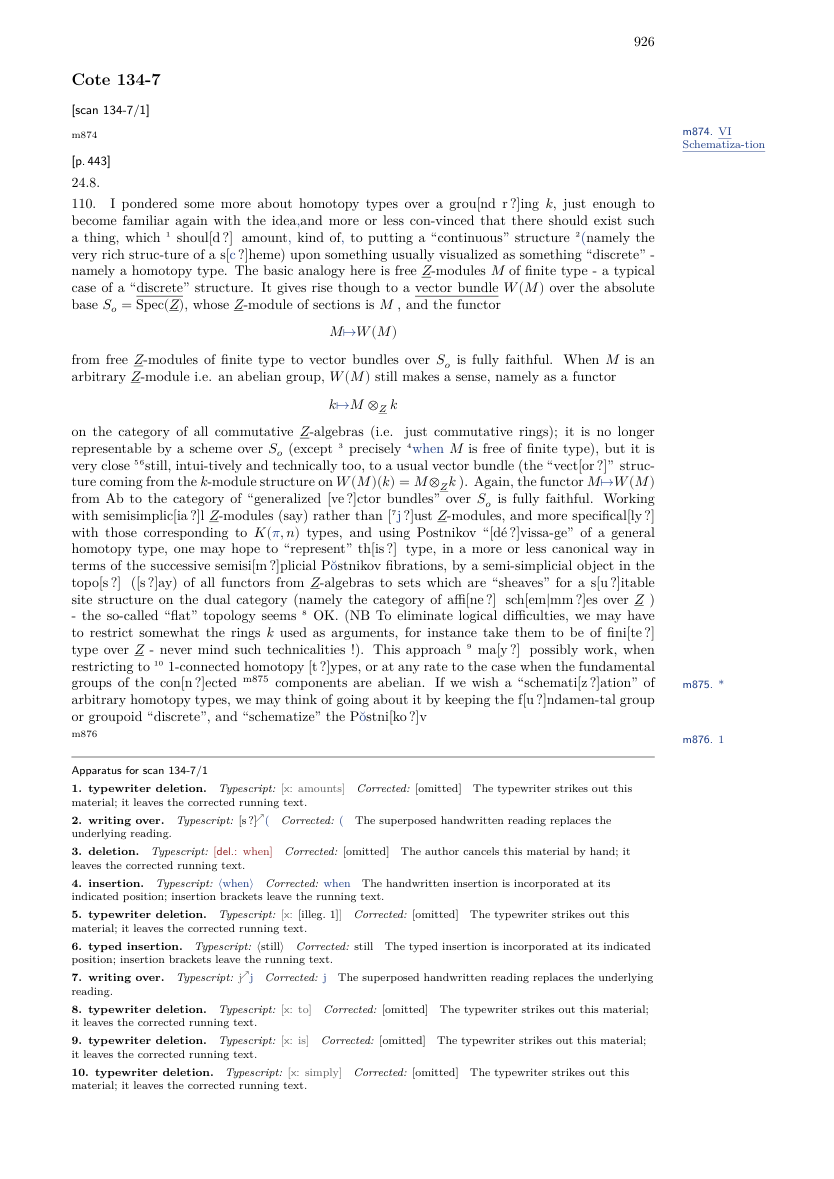 926
Cote 134-7
[scan 134-7/1]
m874
m874. VI
Schematiza-tion
[p. 443]
24.8.
110. I pondered some more about homotopy types over a grou[nd r ?]ing k, just enough to
become familiar again with the idea,and more or less con-vinced that there should exist such
a thing, which ¹ shoul[d ?] amount, kind of, to putting a “continuous” structure ²(namely the
very rich struc-ture of a s[c ?]heme) upon something usually visualized as something “discrete” -
namely a homotopy type. The basic analogy here is free Z-modules M of finite type - a typical
case of a “discrete” structure. It gives rise though to a vector bundle W(M) over the absolute
base Sₒ = Spec(Z), whose Z-module of sections is M , and the functor
M↦W(M)
from free Z-modules of finite type to vector bundles over Sₒ is fully faithful. When M is an
arbitrary Z-module i.e. an abelian group, W(M) still makes a sense, namely as a functor
k↦M ⊗_Z k
on the category of all commutative Z-algebras (i.e. just commutative rings); it is no longer
representable by a scheme over Sₒ (except ³ precisely ⁴when M is free of finite type), but it is
very close ⁵ ⁶still, intui-tively and technically too, to a usual vector bundle (the “vect[or ?]” struc-
ture coming from the k-module structure on W(M)(k) = M⊗_Z k ). Again, the functor M↦W(M)
from Ab to the category of “generalized [ve ?]ctor bundles” over Sₒ is fully faithful. Working
with semisimplic[ia ?]l Z-modules (say) rather than [⁷j ?]ust Z-modules, and more specifical[ly ?]
with those corresponding to K(π, n) types, and using Postnikov “[dé ?]vissa-ge” of a general
homotopy type, one may hope to “represent” th[is ?] type, in a more or less canonical way in
terms of the successive semisi[m ?]plicial Pŏstnikov fibrations, by a semi-simplicial object in the
topo[s ?] ([s ?]ay) of all functors from Z-algebras to sets which are “sheaves” for a s[u ?]itable
site structure on the dual category (namely the category of affi[ne ?] sch[em|mm ?]es over Z )
- the so-called “flat” topology seems ⁸ OK. (NB To eliminate logical difficulties, we may have
to restrict somewhat the rings k used as arguments, for instance take them to be of fini[te ?]
type over Z - never mind such technicalities !). This approach ⁹ ma[y ?] possibly work, when
restricting to ¹⁰ 1-connected homotopy [t ?]ypes, or at any rate to the case when the fundamental
groups of the con[n ?]ected m875 components are abelian. If we wish a “schemati[z ?]ation” of
m875. *
arbitrary homotopy types, we may think of going about it by keeping the f[u ?]ndamen-tal group
or groupoid “discrete”, and “schematize” the Pŏstni[ko ?]v
m876
m876. 1
Apparatus for scan 134-7/1
1. typewriter deletion. Typescript: [x: amounts] Corrected: [omitted] The typewriter strikes out this
material; it leaves the corrected running text.
2. writing over. Typescript: [s ?]↗( Corrected: ( The superposed handwritten reading replaces the
underlying reading.
3. deletion. Typescript: [del.: when] Corrected: [omitted] The author cancels this material by hand; it
leaves the corrected running text.
4. insertion. Typescript: ⟨when⟩ Corrected: when The handwritten insertion is incorporated at its
indicated position; insertion brackets leave the running text.
5. typewriter deletion. Typescript: [x: [illeg. 1]] Corrected: [omitted] The typewriter strikes out this
material; it leaves the corrected running text.
6. typed insertion. Typescript: ⟨still⟩ Corrected: still The typed insertion is incorporated at its indicated
position; insertion brackets leave the running text.
7. writing over. Typescript: j↗j Corrected: j The superposed handwritten reading replaces the underlying
reading.
8. typewriter deletion. Typescript: [x: to] Corrected: [omitted] The typewriter strikes out this material;
it leaves the corrected running text.
9. typewriter deletion. Typescript: [x: is] Corrected: [omitted] The typewriter strikes out this material;
it leaves the corrected running text.
10. typewriter deletion. Typescript: [x: simply] Corrected: [omitted] The typewriter strikes out this
material; it leaves the corrected running text.